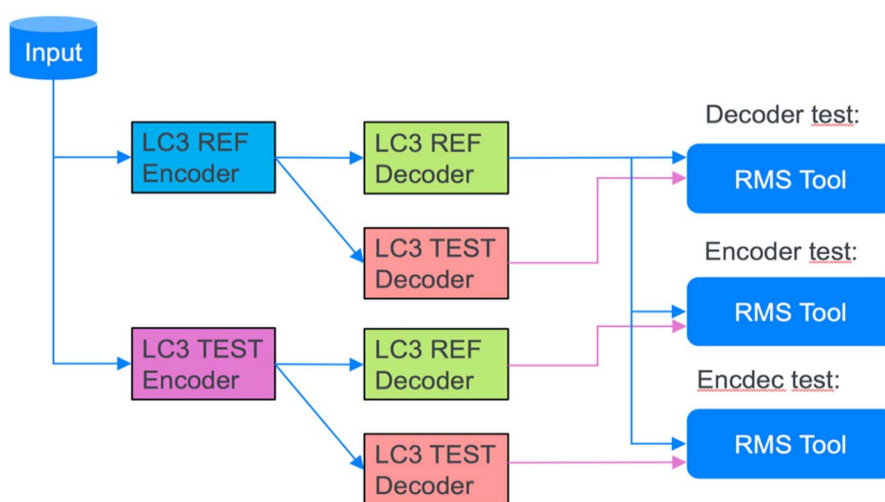 Input
LC3 REF
Encoder
LC3 REF
Decoder
Decoder test:
RMS Tool
LC3 TEST
Decoder
Encoder test:
RMS Tool
LC3 TEST
Encoder
LC3 REF
Decoder
Encdec test:
RMS Tool
LC3 TEST
Decoder